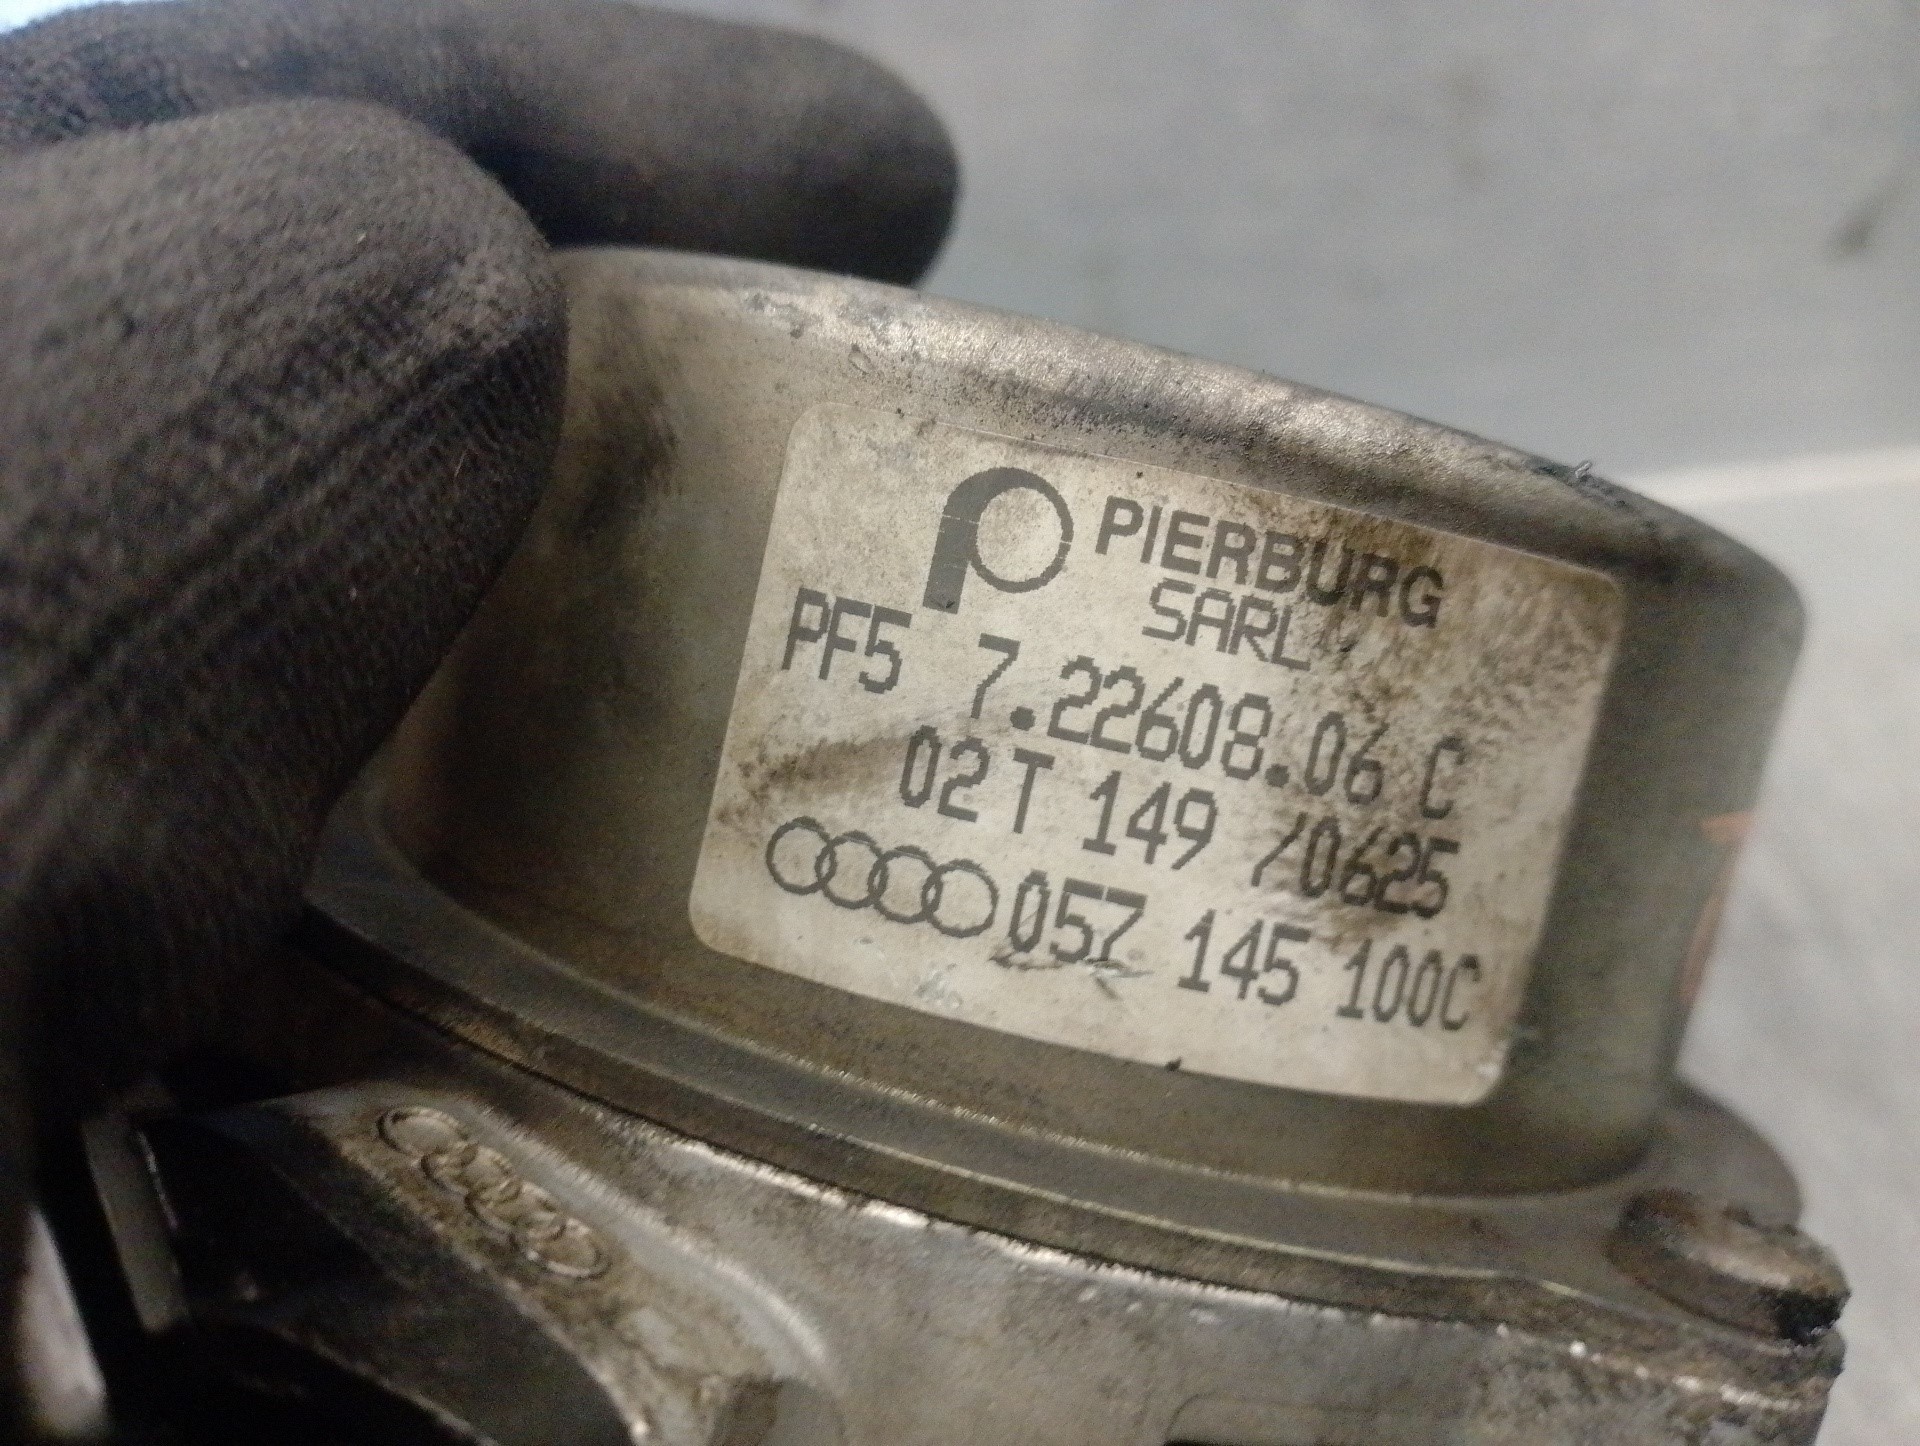 PIERBURG
SARL
PF5 7.22608.06 C
02T 149 /0625
057 145 100C